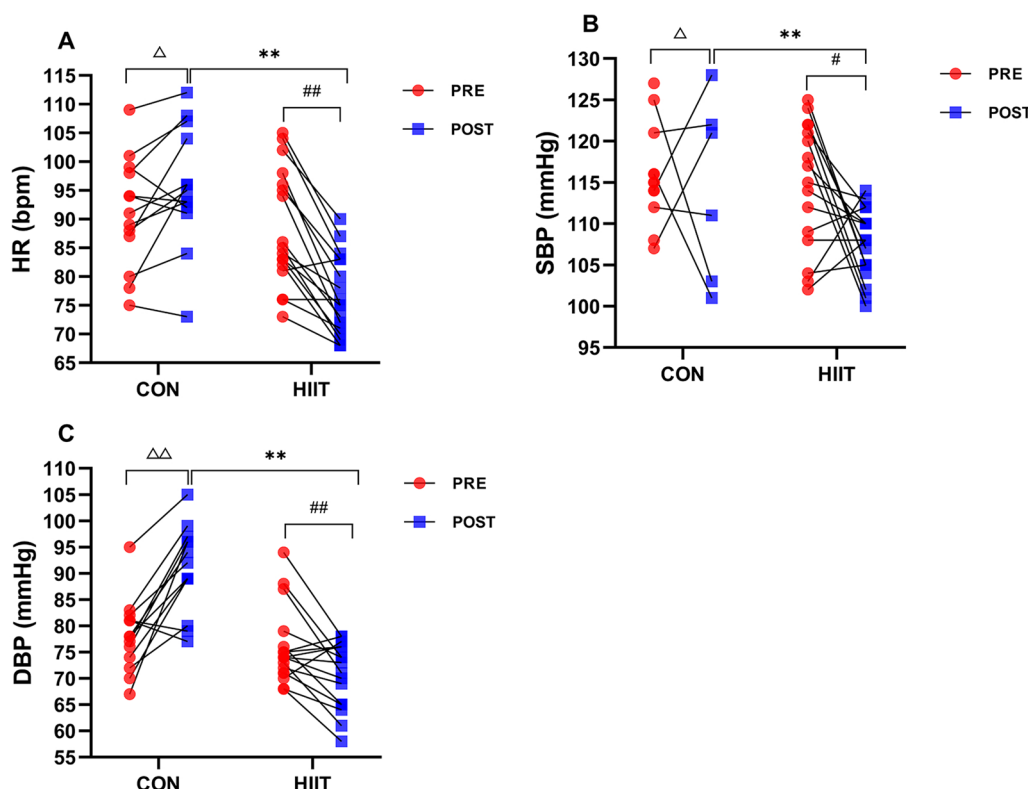 A
△
**
##
HR (bpm)
115
110
105
100
95
90
85
80
75
70
65
CON
HIIT
PRE
POST
B
△
**
#
SBP (mmHg)
130
125
120
115
110
105
100
95
CON
HIIT
PRE
POST
C
△△
**
##
DBP (mmHg)
110
105
100
95
90
85
80
75
70
65
60
55
CON
HIIT
PRE
POST